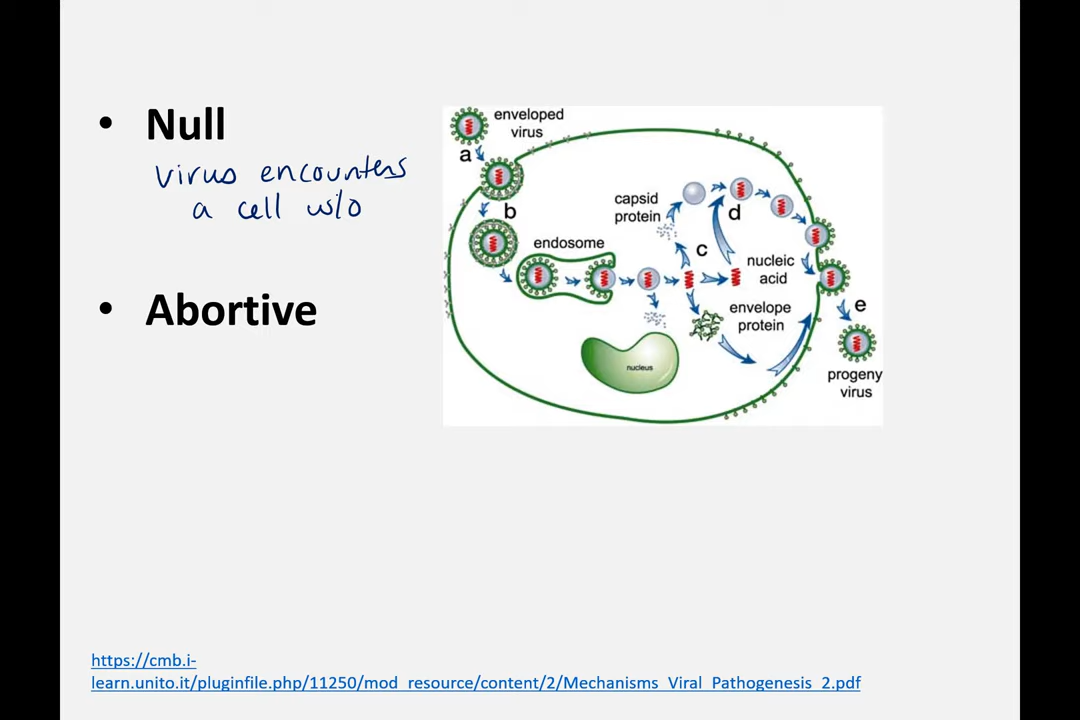 • Null
virus encounters
a cell w/o
• Abortive
enveloped
virus
a
b
endosome
capsid
protein
d
c
nucleic
acid
envelope
protein
nucleus
e
progeny
virus
https://cmb.i-
learn.unito.it/pluginfile.php/11250/mod_resource/content/2/Mechanisms_Viral_Pathogenesis_2.pdf